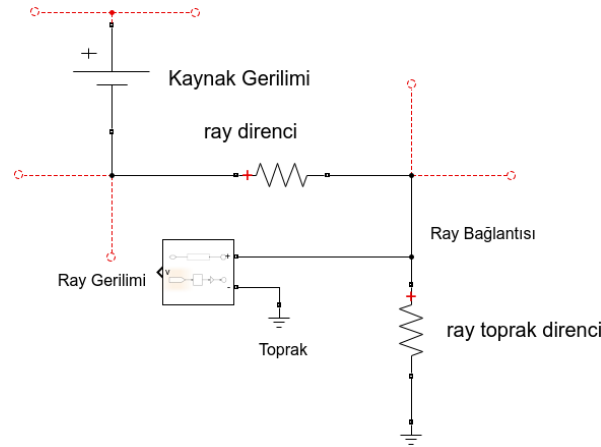 +
Kaynak Gerilimi
ray direnci
+
Ray Bağlantısı
Ray Gerilimi
v
+
-
Toprak
+
ray toprak direnci